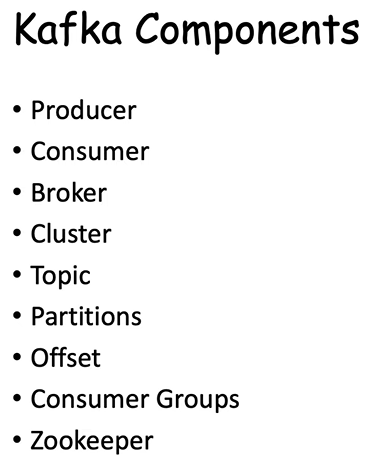 Kafka Components
• Producer
• Consumer
• Broker
• Cluster
• Topic
• Partitions
• Offset
• Consumer Groups
• Zookeeper